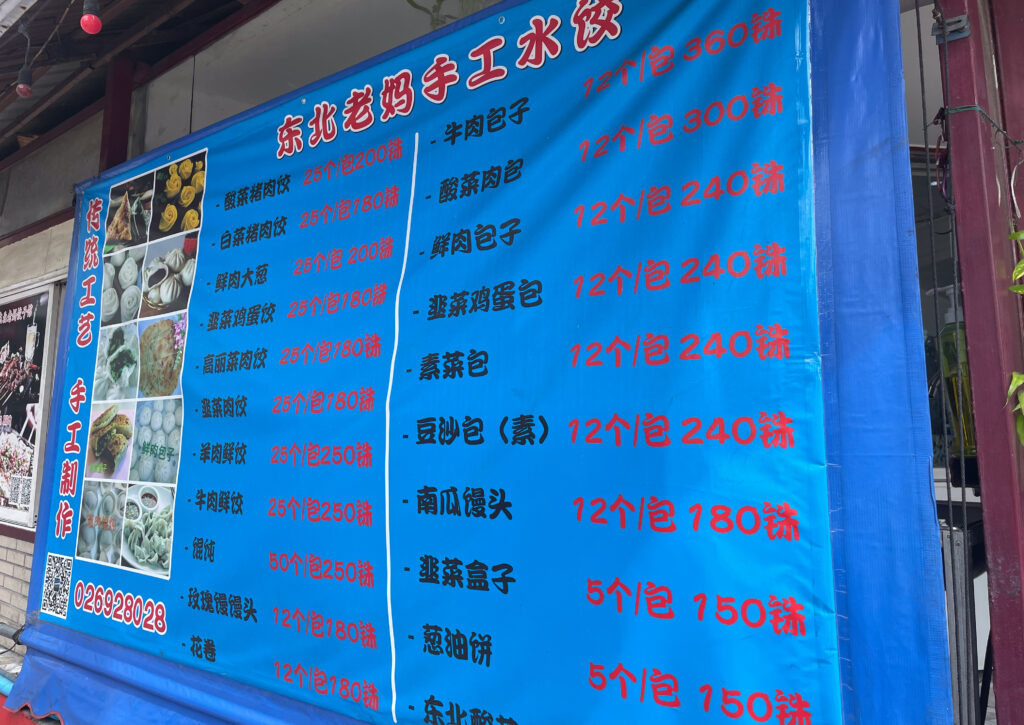 东北老妈手工水饺
传统工艺 手工制作
026928028
鲜肉包子
· 酸菜猪肉饺 25个/包200铢
· 白菜猪肉饺 25个/包180铢
· 鲜肉大葱 25个/包 200铢
· 韭菜鸡蛋饺 25个/包180铢
· 高丽菜肉饺 25个/包180铢
· 韭菜肉饺 25个/包180铢
· 羊肉鲜饺 25个/包250铢
· 牛肉鲜饺 25个/包250铢
· 馄饨 50个/包250铢
· 玫瑰馒馒头 12个/包180铢
· 花卷 12个/包180铢
· 牛肉包子 12个/包 360铢
· 酸菜肉包 12个/包 300铢
· 鲜肉包子 12个/包 240铢
· 韭菜鸡蛋包 12个/包 240铢
· 素菜包 12个/包 240铢
· 豆沙包（素） 12个/包 240铢
· 南瓜馒头 12个/包 180铢
· 韭菜盒子 5个/包 150铢
· 葱油饼 5个/包 150铢
· 东北酸菜